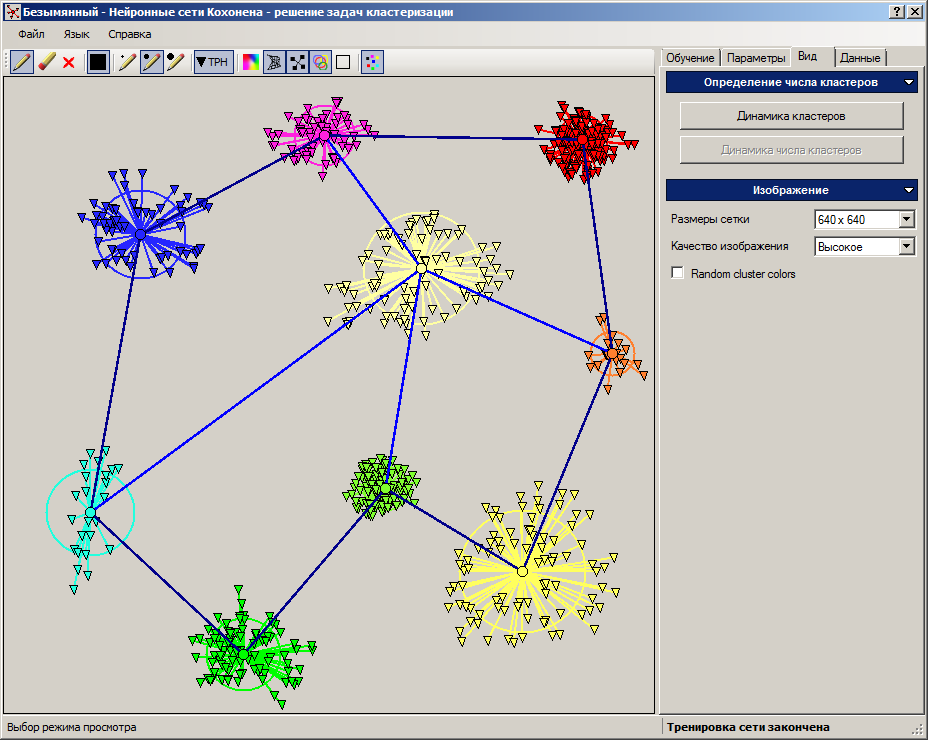 Безымянный - Нейронные сети Кохонена - решение задач кластеризации
Файл Язык Справка
ТРН
Обучение Параметры Вид Данные
Определение числа кластеров
Динамика кластеров
Динамика числа кластеров
Изображение
Размеры сетки 640 x 640
Качество изображения Высокое
Random cluster colors
Выбор режима просмотра
Тренировка сети закончена